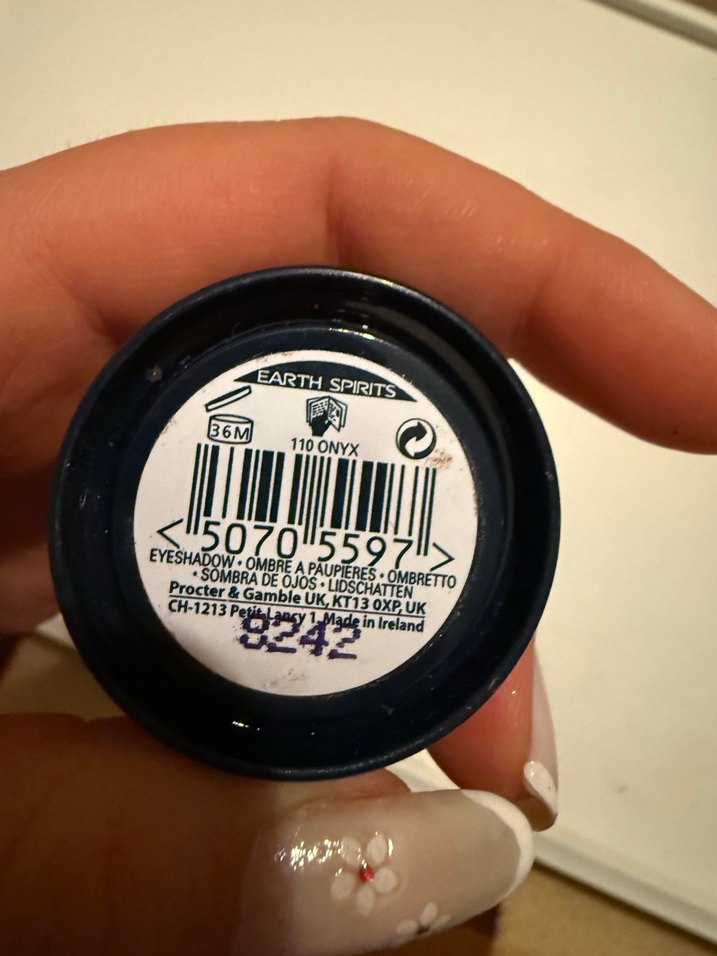 EARTH SPIRITS
36M
110 ONYX
< 5070 5597 >
EYESHADOW • OMBRE A PAUPIÈRES • OMBRETTO
• SOMBRA DE OJOS • LIDSCHATTEN
Procter & Gamble UK, KT13 0XP, UK
CH-1213 Petit-Lancy 1, Made in Ireland
8242